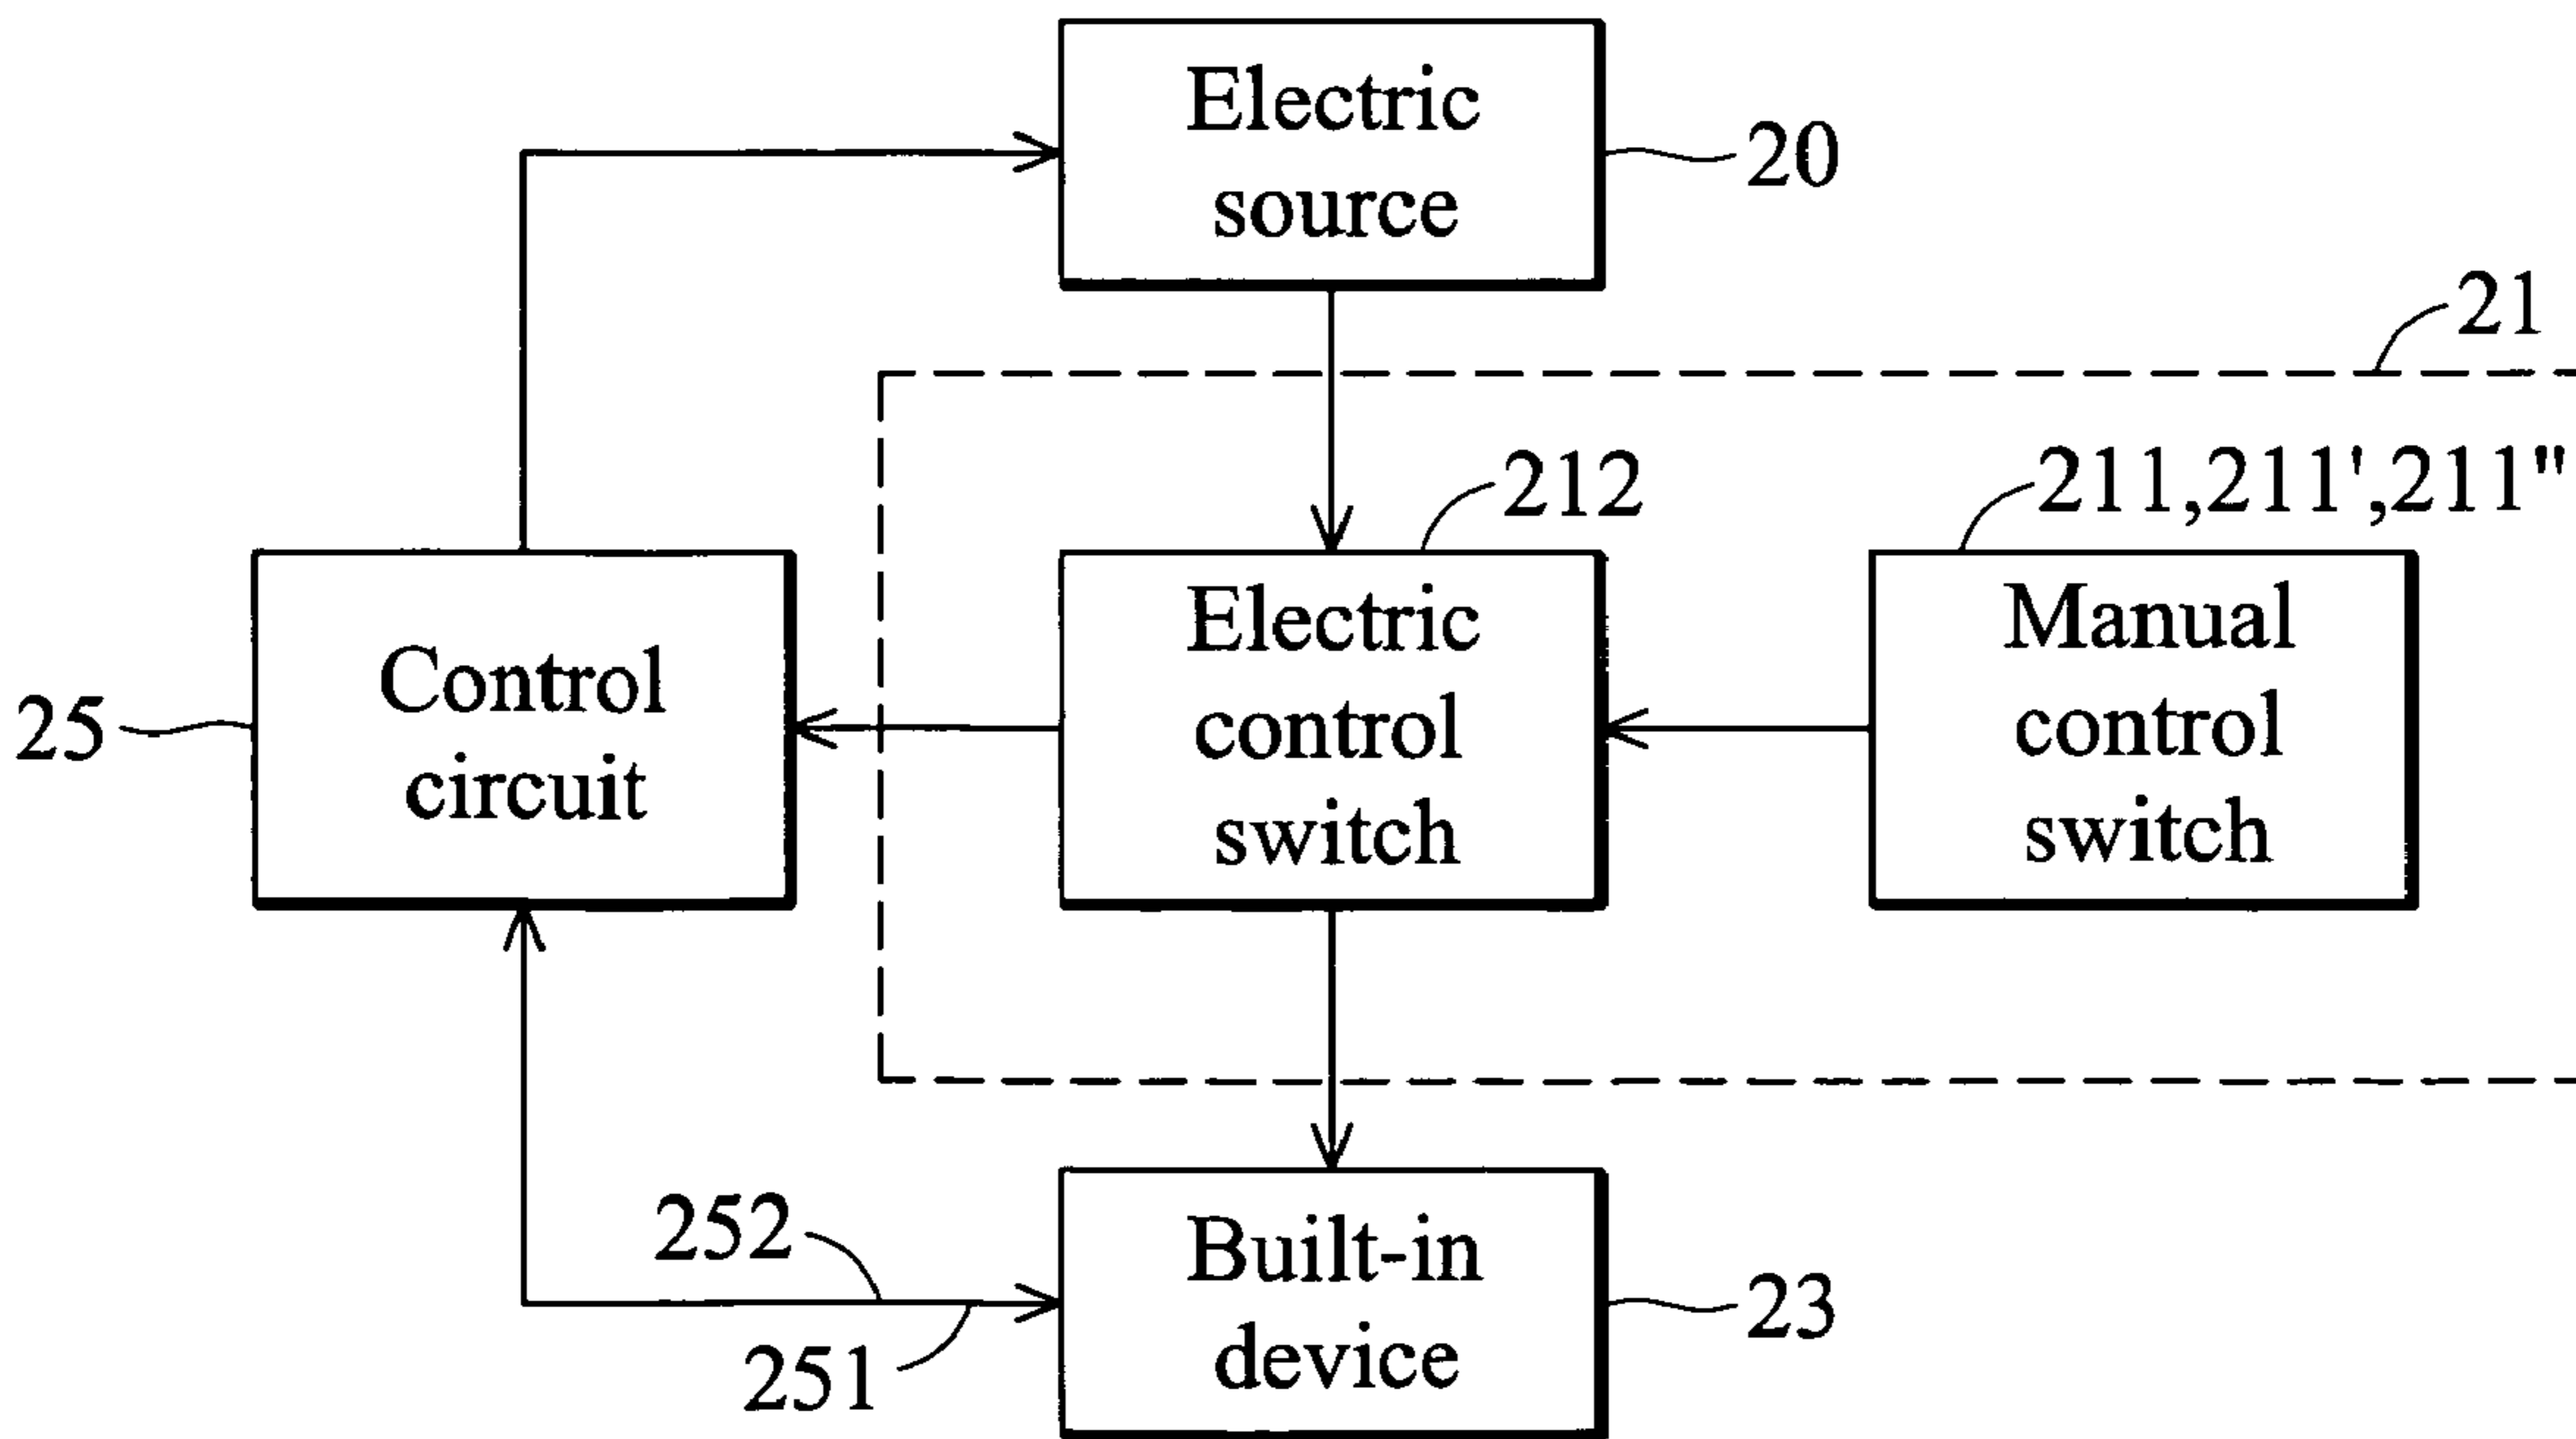 Electric
source
20
21
212
211,211',211"
Control
circuit
25
Electric
control
switch
Manual
control
switch
252
251
Built-in
device
23